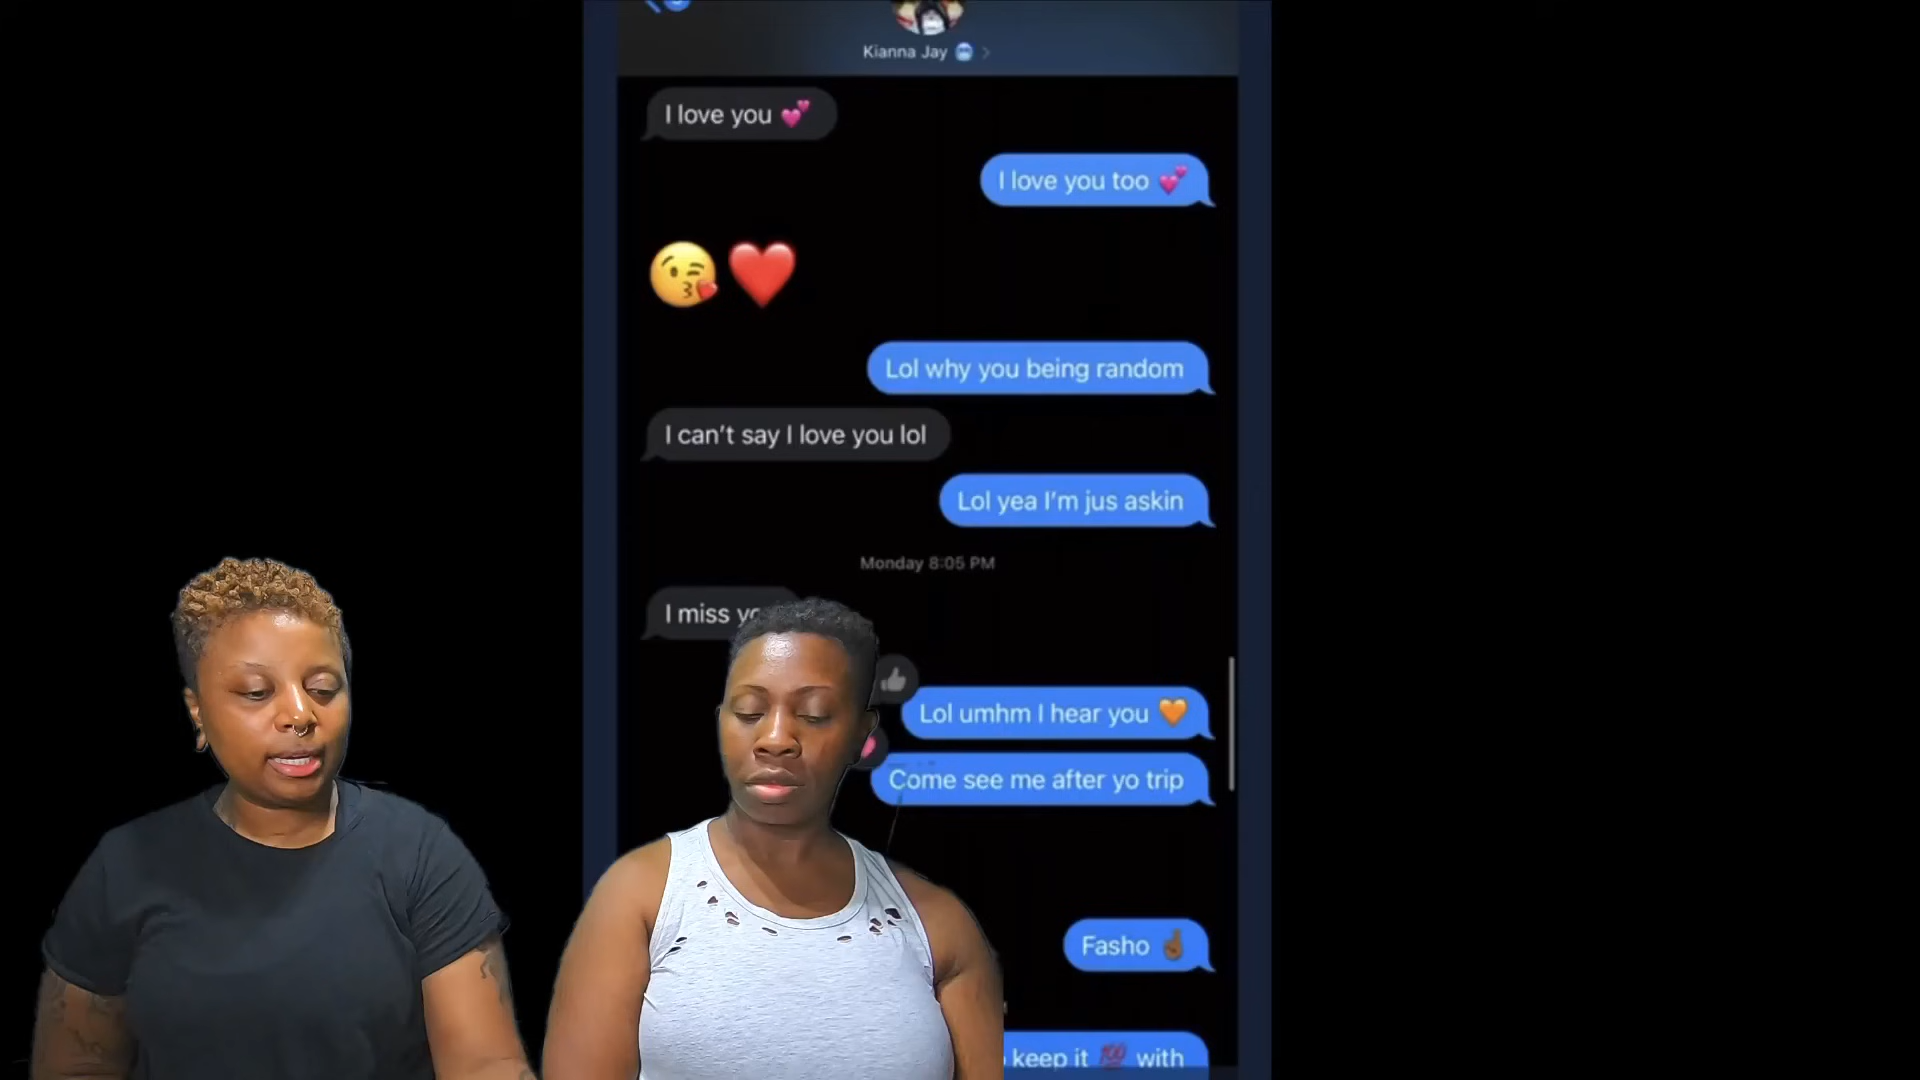 Kianna Jay
I love you 💕
I love you too 💕
😘❤️
Lol why you being random
I can't say I love you lol
Lol yea I'm jus askin
Monday 8:05 PM
I miss
Lol umhm I hear you 🧡
Come see me after yo trip
Fasho 🤞🏾
keep it 💯 with